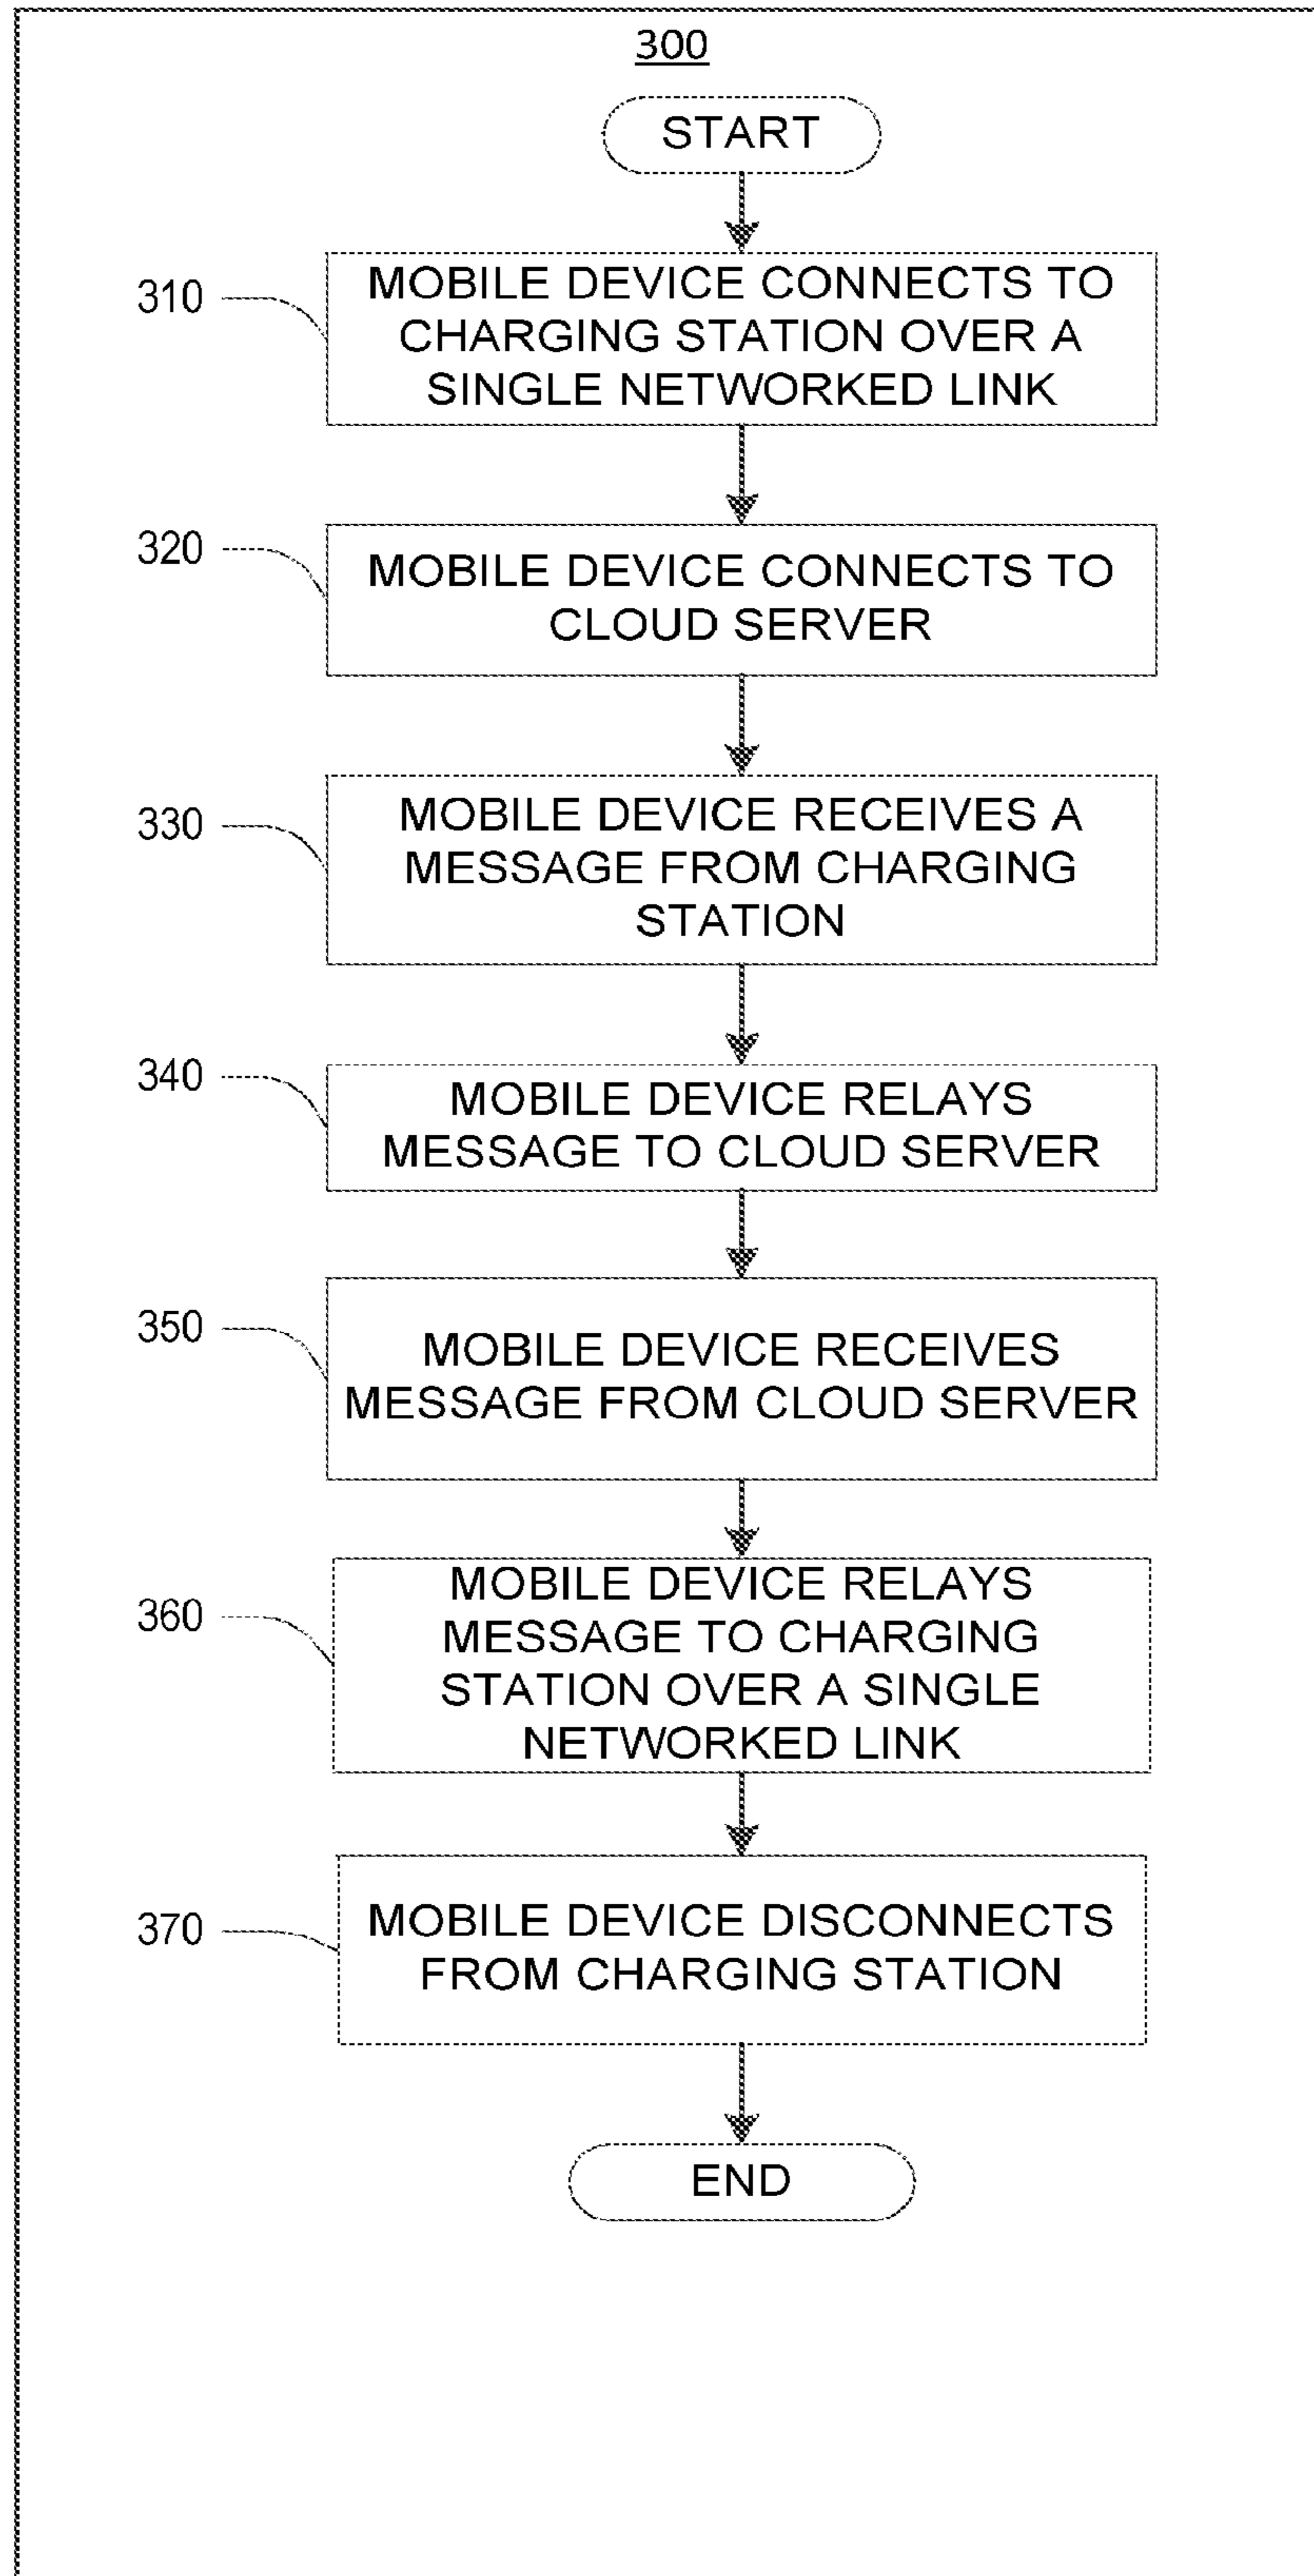 300
START
310
MOBILE DEVICE CONNECTS TO
CHARGING STATION OVER A
SINGLE NETWORKED LINK
320
MOBILE DEVICE CONNECTS TO
CLOUD SERVER
330
MOBILE DEVICE RECEIVES A
MESSAGE FROM CHARGING
STATION
340
MOBILE DEVICE RELAYS
MESSAGE TO CLOUD SERVER
350
MOBILE DEVICE RECEIVES
MESSAGE FROM CLOUD SERVER
360
MOBILE DEVICE RELAYS
MESSAGE TO CHARGING
STATION OVER A SINGLE
NETWORKED LINK
370
MOBILE DEVICE DISCONNECTS
FROM CHARGING STATION
END